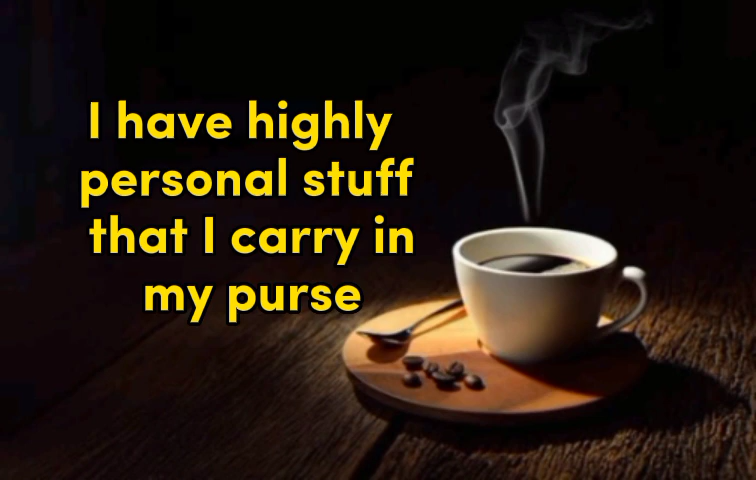 I have highly
personal stuff
that I carry in
my purse